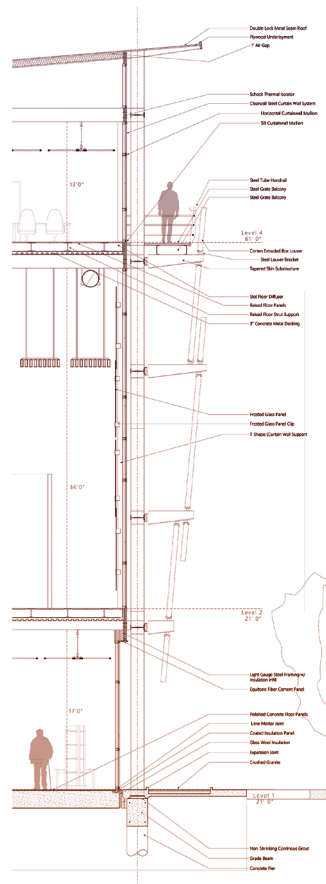 Double Lock Metal Seam Roof
Plywood Underlayment
1" Air Gap
Schock Thermal Isolator
Clearwall Steel Curtain Wall System
Horizontal Curtainwall Mullion
Sill Curtainwall Mullion
13'0"
Steel Tube Handrail
Steel Grate Balcony
Steel Grate Balcony
Level 4
61' 0"
Corten Extruded Box Louver
Steel Louver Bracket
Tapered Skin Substructure
Slot Floor Diffuser
Raised Floor Panels
Raised Floor Strut Support
3" Concrete Metal Decking
Frosted Glass Panel
Frosted Glass Panel Clip
T Shape (Curtain Wall Support
36'0"
Level 2
21' 0"
Light Gauge Steel Framing w/
Insulation Infill
Equitone Fiber Cement Panel
17'0"
Polished Concrete Floor Panels
Lime Mortar Joint
Coated Insulation Panel
Glass Wool Insulation
Expansion Joint
Crushed Granite
Level 1
21' 0"
Non Shrinking Continous Grout
Grade Beam
Concrete Pier